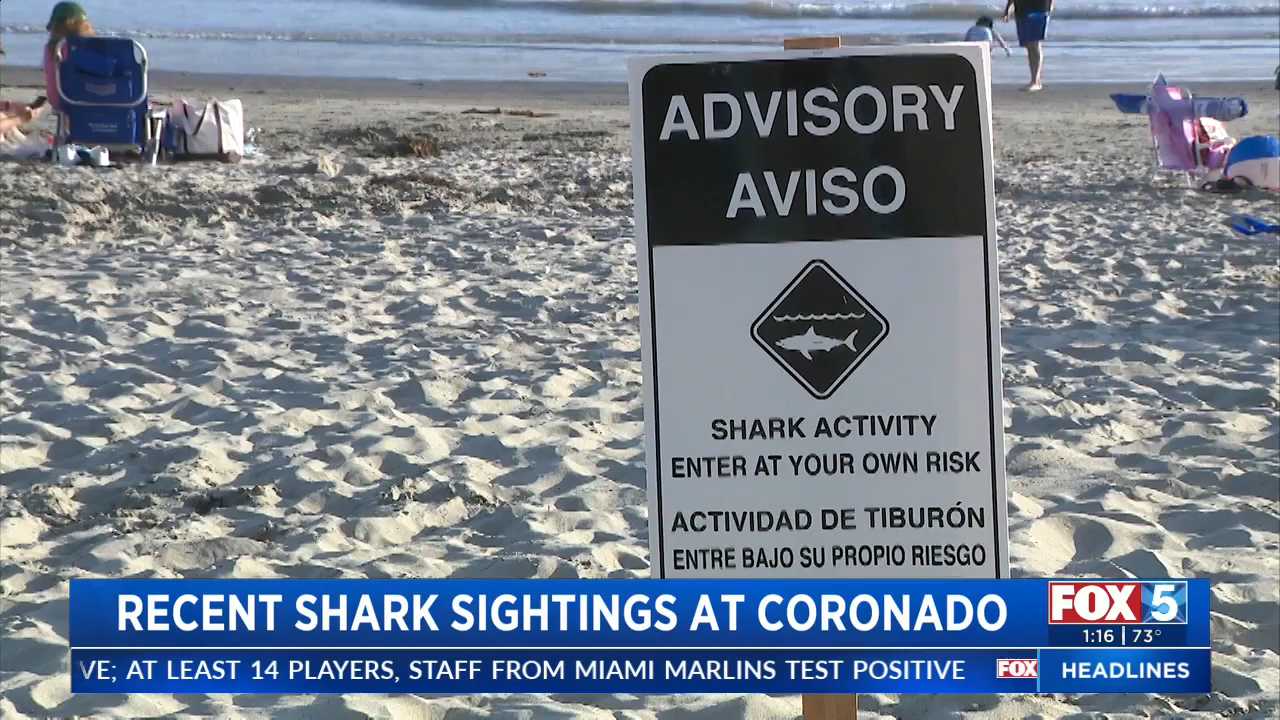 ADVISORY
AVISO
SHARK ACTIVITY
ENTER AT YOUR OWN RISK
ACTIVIDAD DE TIBURÓN
ENTRE BAJO SU PROPIO RIESGO
RECENT SHARK SIGHTINGS AT CORONADO
FOX 5
1:16 | 73°
VE; AT LEAST 14 PLAYERS, STAFF FROM MIAMI MARLINS TEST POSITIVE
FOX
HEADLINES